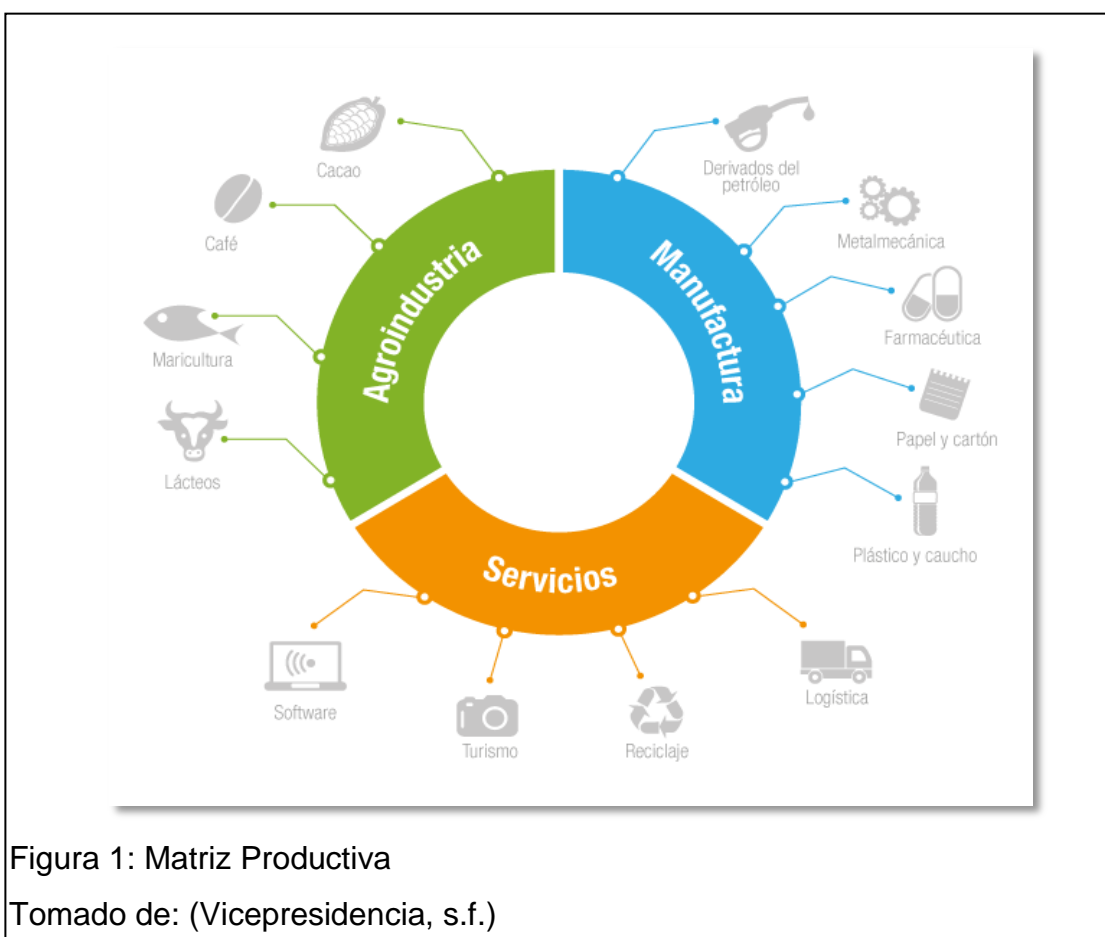 Cacao
Café
Maricultura
Lácteos
Agroindustria
Manufactura
Servicios
Derivados del
petróleo
Metalmecánica
Farmacéutica
Papel y cartón
Plástico y caucho
Software
Turismo
Reciclaje
Logística
Figura 1: Matriz Productiva
Tomado de: (Vicepresidencia, s.f.)